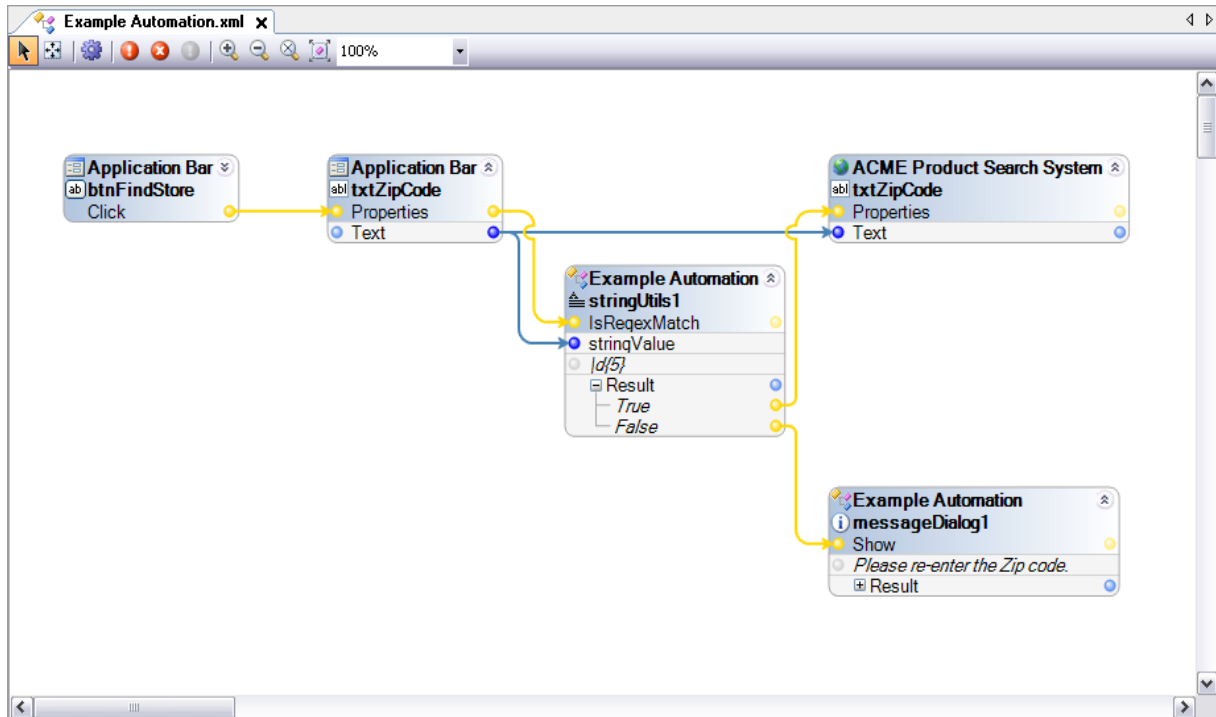 Example Automation.xml
100%
Application Bar
btnFindStore
Click
Application Bar
txtZipCode
Properties
Text
ACME Product Search System
txtZipCode
Properties
Text
Example Automation
stringUtils1
IsRegexMatch
stringValue
\d{5}
Result
True
False
Example Automation
messageDialog1
Show
Please re-enter the Zip code.
Result